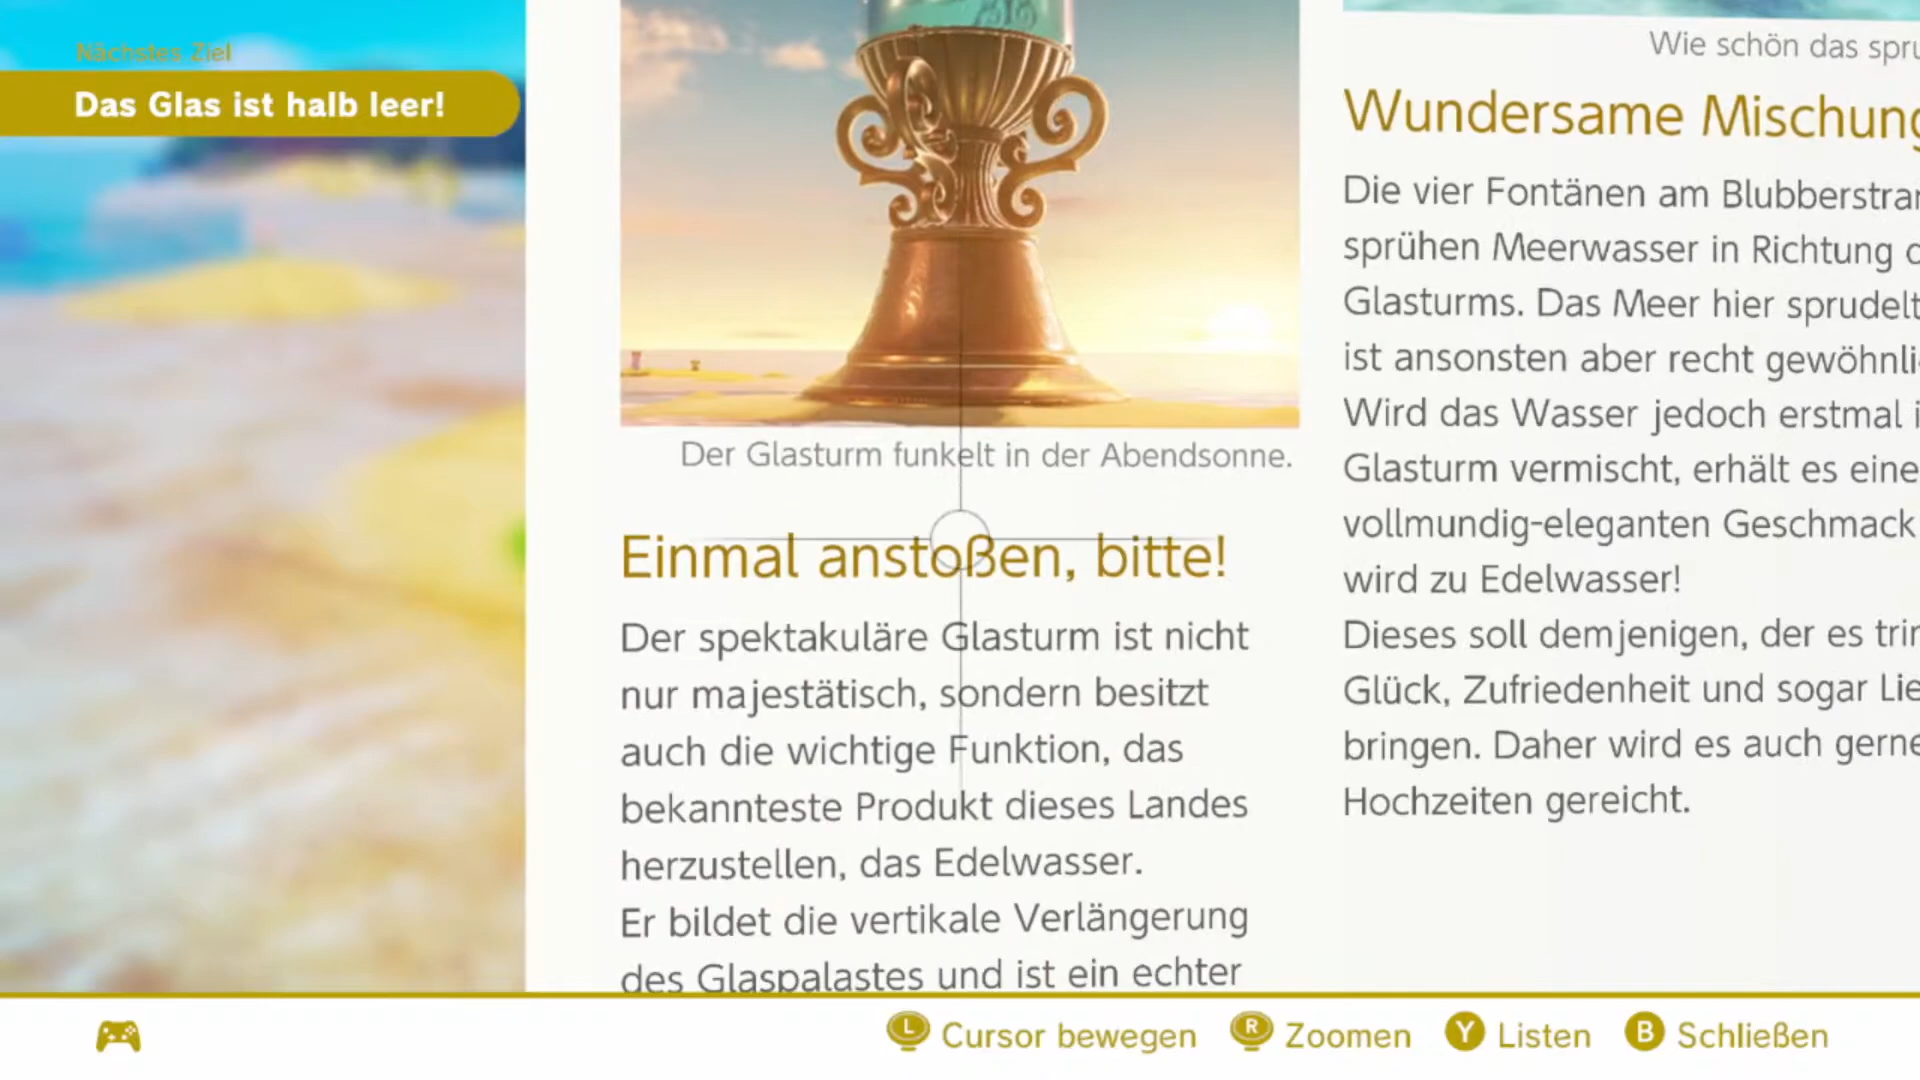 Nächstes Ziel
Das Glas ist halb leer!
Der Glasturm funkelt in der Abendsonne.
Einmal anstoßen, bitte!
Der spektakuläre Glasturm ist nicht
nur majestätisch, sondern besitzt
auch die wichtige Funktion, das
bekannteste Produkt dieses Landes
herzustellen, das Edelwasser.
Er bildet die vertikale Verlängerung
des Glaspalastes und ist ein echter
Wie schön das
Wundersame
Die vier Fontänen am
sprühen Meerwasser in Richtung
Glasturms. Das Meer hier sprudelt
ist ansonsten aber recht
Wird das Wasser jedoch erstmal
Glasturm vermischt, erhält es
vollmundig-eleganten Geschmack
wird zu Edelwasser!
Dieses soll demjenigen, der es
Glück, Zufriedenheit und sogar
bringen. Daher wird es auch
Hochzeiten gereicht.
L Cursor bewegen R Zoomen Y Listen B Schließen